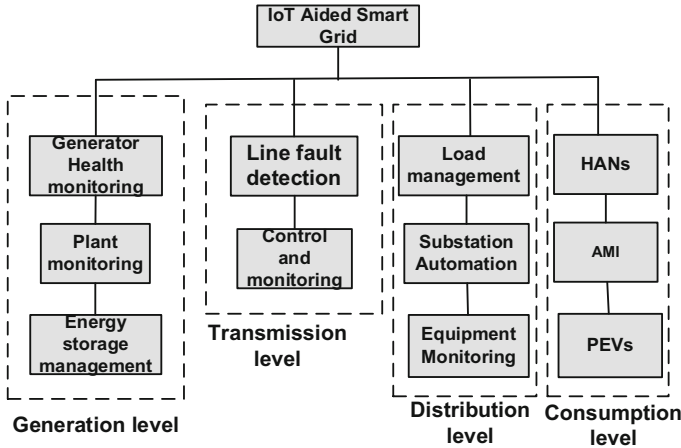 IoT Aided Smart
Grid
Generator
Health
monitoring
Plant
monitoring
Energy
storage
management
Generation level
Line fault
detection
Control
and
monitoring
Transmission
level
Load
management
Substation
Automation
Equipment
Monitoring
Distribution
level
HANs
AMI
PEVs
Consumption
level